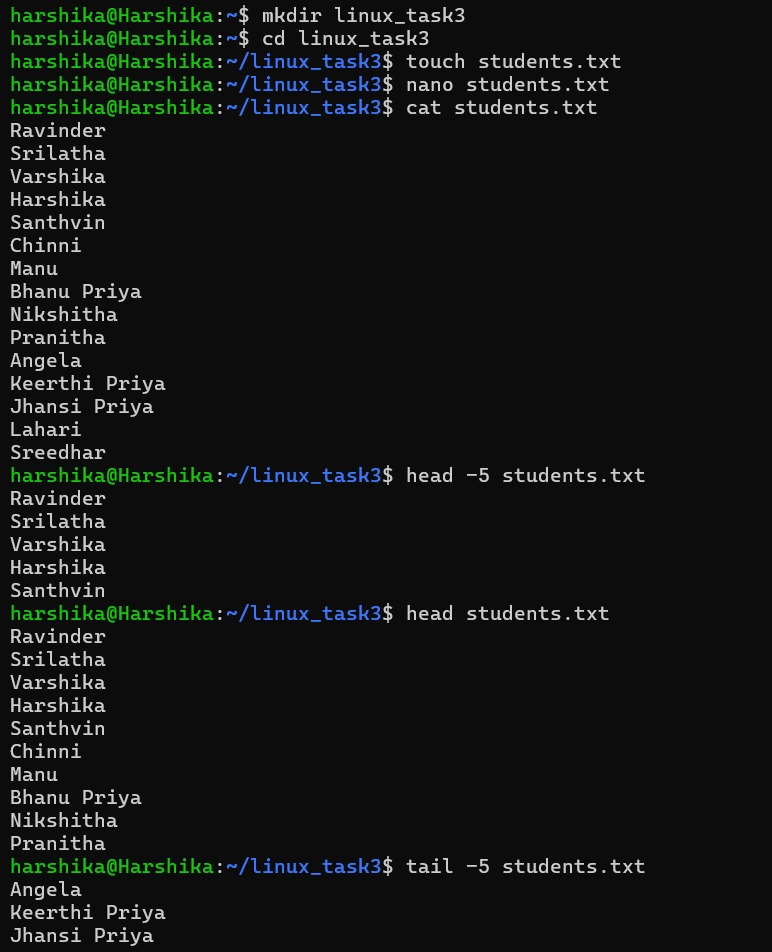 harshika@Harshika:~$ mkdir linux_task3
harshika@Harshika:~$ cd linux_task3
harshika@Harshika:~/linux_task3$ touch students.txt
harshika@Harshika:~/linux_task3$ nano students.txt
harshika@Harshika:~/linux_task3$ cat students.txt
Ravinder
Srilatha
Varshika
Harshika
Santhvin
Chinni
Manu
Bhanu Priya
Nikshitha
Pranitha
Angela
Keerthi Priya
Jhansi Priya
Lahari
Sreedhar
harshika@Harshika:~/linux_task3$ head -5 students.txt
Ravinder
Srilatha
Varshika
Harshika
Santhvin
harshika@Harshika:~/linux_task3$ head students.txt
Ravinder
Srilatha
Varshika
Harshika
Santhvin
Chinni
Manu
Bhanu Priya
Nikshitha
Pranitha
harshika@Harshika:~/linux_task3$ tail -5 students.txt
Angela
Keerthi Priya
Jhansi Priya